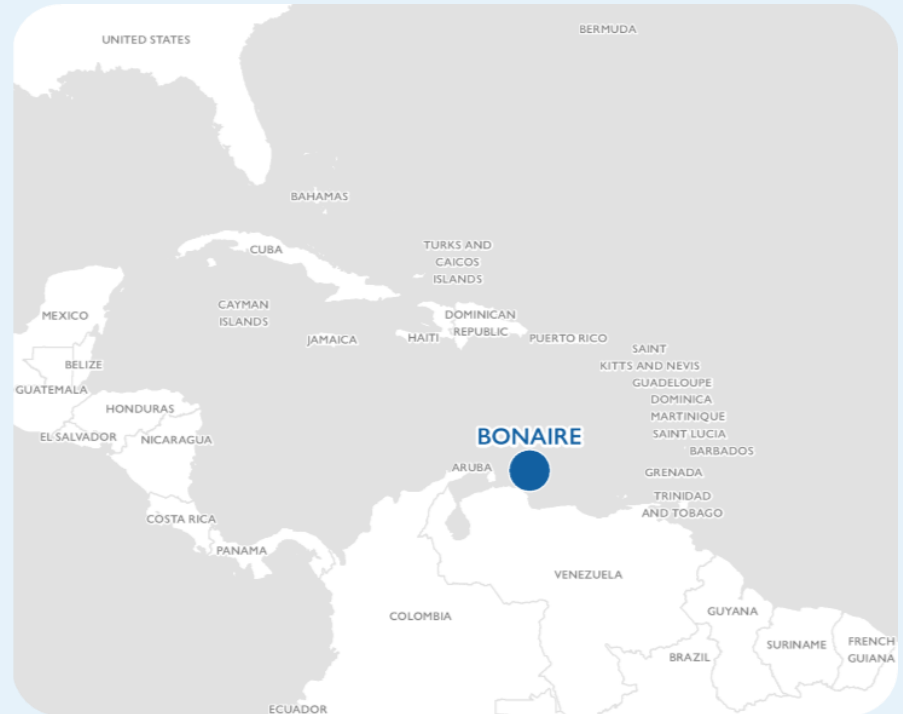 UNITED STATES
BERMUDA
BAHAMAS
CUBA
TURKS AND
CAICOS
ISLANDS
CAYMAN
ISLANDS
MEXICO
DOMINICAN
REPUBLIC
HAITI
JAMAICA
PUERTO RICO
SAINT
KITTS AND NEVIS
BELIZE
GUADELOUPE
GUATEMALA
DOMINICA
HONDURAS
MARTINIQUE
EL SALVADOR
NICARAGUA
BONAIRE
SAINT LUCIA
BARBADOS
ARUBA
GRENADA
TRINIDAD
AND TOBAGO
COSTA RICA
PANAMA
VENEZUELA
COLOMBIA
GUYANA
SURINAME
FRENCH
GUIANA
BRAZIL
ECUADOR